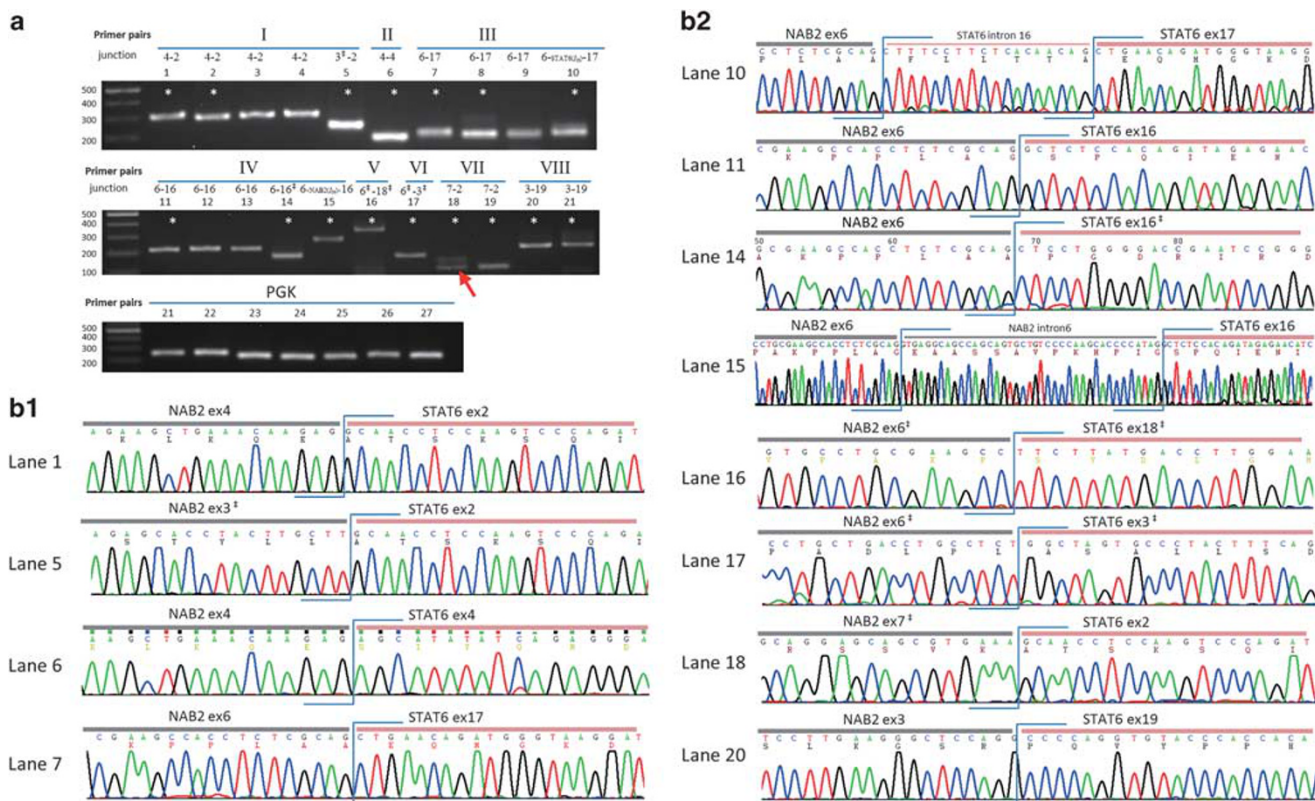 a
Primer pairs I II III
junction 4-2 4-2 4-2 4-2 3‡-2 4-4 6-17 6-17 6-17 6-STAT6(I16)-17
1 2 3 4 5 6 7 8 9 10
500 * * * * * * * *
400
300
200
Primer pairs IV V VI VII VIII
junction 6-16 6-16 6-16 6-16‡ 6-(NAB2(I6))-16 6‡-18‡ 6‡-3‡ 7-2 7-2 3-19 3-19
11 12 13 14 15 16 17 18 19 20 21
500 * * * * * * * * *
400
300
200
100
Primer pairs PGK
21 22 23 24 25 26 27
500
400
300
200
b1
NAB2 ex4 STAT6 ex2
A G A A G C T G A A A C A A G A G G C A A C C T C C A A G T C C C A G A T
Lane 1
NAB2 ex3‡ STAT6 ex2
A G A G C A C C T A C T T G C T T G C A A C C T C C A A G T C C C A G A
Lane 5
NAB2 ex4 STAT6 ex4
Lane 6
NAB2 ex6 STAT6 ex17
C G A A G C C A C C T C T C G C A G C T G A A C A G A T G G G T A A G G A T
Lane 7
b2
NAB2 ex6 STAT6 intron 16 STAT6 ex17
C C T C T C G C A G C T T T C C T T C T C A C A A C A G C T G A A C A G A T G G G T A A G G
Lane 10
NAB2 ex6 STAT6 ex16
C G A A G C C A C C T C T C G C A G G C T C T C C A C A G A T A G A G A A C
Lane 11
NAB2 ex6 STAT6 ex16‡
50 60 70 80
G C G A A G C C A C C T C T C G C A G C T C C T G G G G A C C G A A T C C G G G
Lane 14
NAB2 ex6 NAB2 intron6 STAT6 ex16
CCTGCGAAGCCACCTCTCGCAGGTGAGGCAGCCAGCAGTGCTGTCCCCAAGCACCCCATAGGCTCTCCACAGATAGAGAACATC
P A K P P L A G E A A S S A V P K H P I G S P Q I E N I
Lane 15
NAB2 ex6‡ STAT6 ex18‡
Lane 16
NAB2 ex6‡ STAT6 ex3‡
C C T G C T G A C C T G C C T C T G G C T A G T G C C C T A C T T T C A G
Lane 17
NAB2 ex7‡ STAT6 ex2
G C A G G A G C A G C G T G A A G C A A C C T C C A A G T C C C A G A T
Lane 18
NAB2 ex3 STAT6 ex19
T C C T T G A A G G G C T C C A G G C C C C A G G T G T A C C C A C C A C A
Lane 20